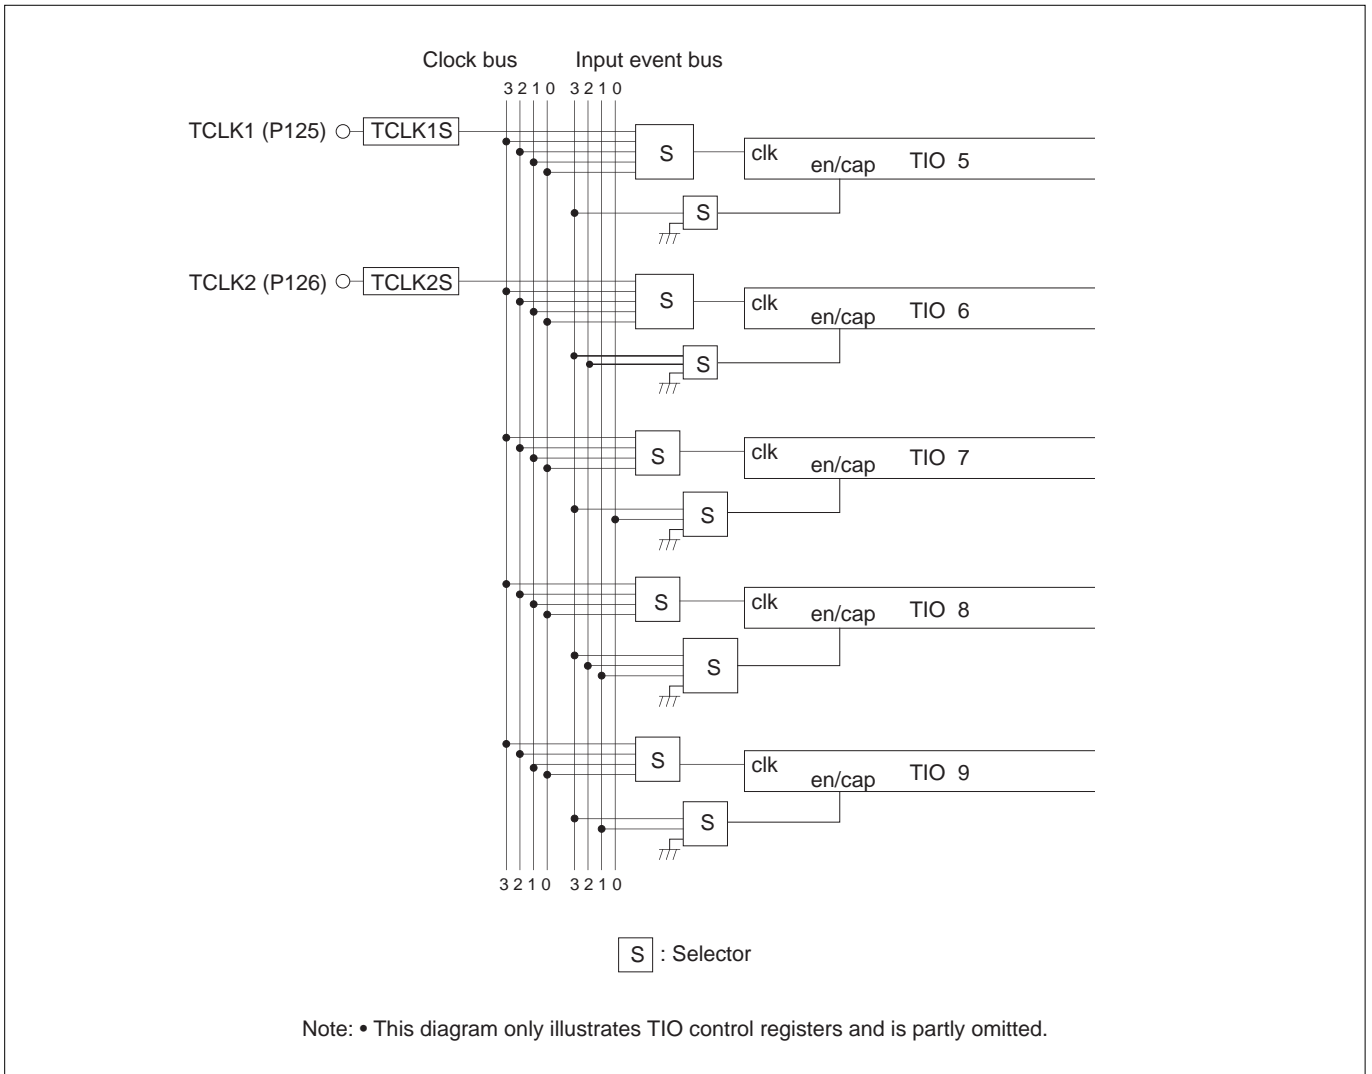 Clock bus
Input event bus
3 2 1 0 3 2 1 0
TCLK1 (P125)
TCLK1S
S
clk
en/cap
TIO 5
S
TCLK2 (P126)
TCLK2S
S
clk
en/cap
TIO 6
S
S
clk
en/cap
TIO 7
S
S
clk
en/cap
TIO 8
S
S
clk
en/cap
TIO 9
S
3 2 1 0 3 2 1 0
S : Selector
Note: • This diagram only illustrates TIO control registers and is partly omitted.